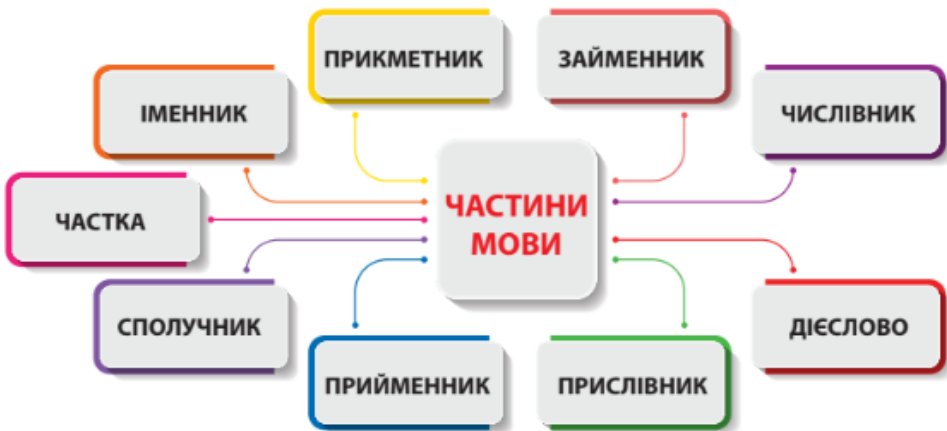 ПРИКМЕТНИК
ЗАЙМЕННИК
ІМЕННИК
ЧИСЛІВНИК
ЧАСТКА
ЧАСТИНИ
МОВИ
СПОЛУЧНИК
ДІЄСЛОВО
ПРИЙМЕННИК
ПРИСЛІВНИК